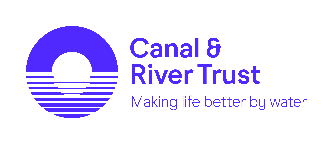 Canal &
River Trust
Making life better by water